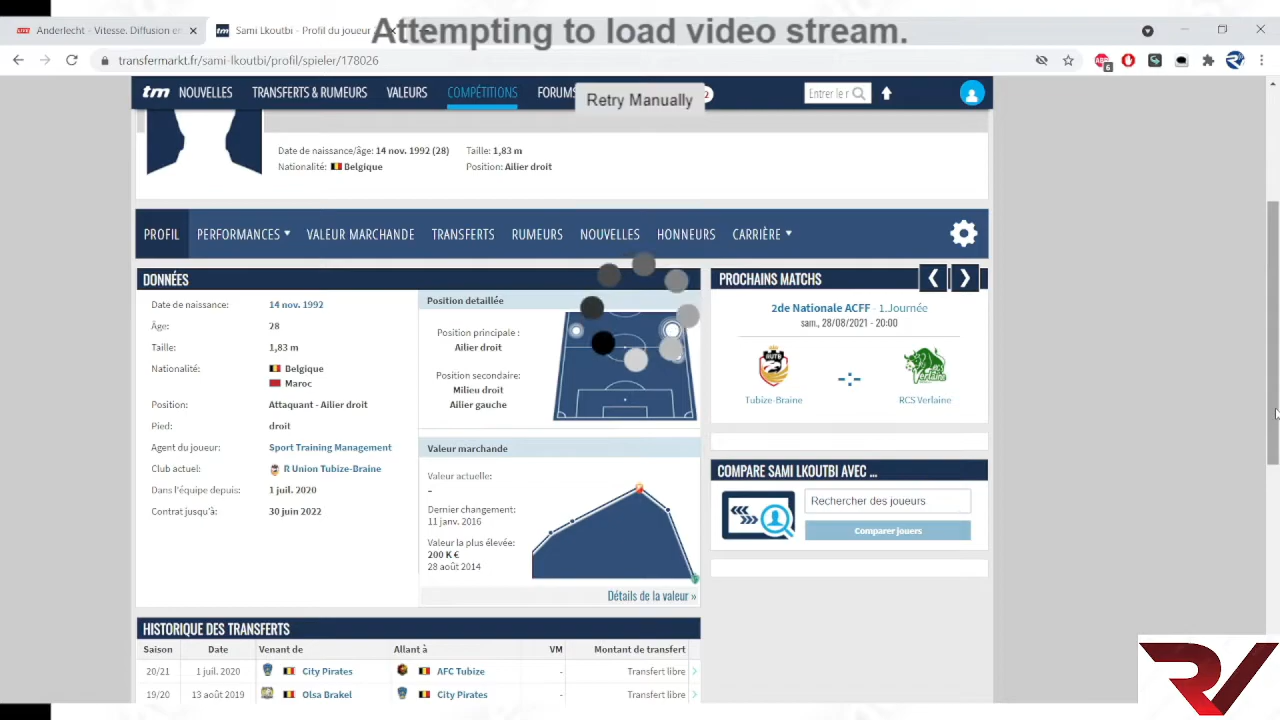 Anderlecht - Vitesse. Diffusion en
Sami Lkoutbi - Profil du joueur
Attempting to load video stream.
transfermarkt.fr/sami-lkoutbi/profil/spieler/178026
6
tm NOUVELLES TRANSFERTS & RUMEURS VALEURS COMPÉTITIONS FORUMS 2 Entrer le r
Retry Manually
Date de naissance/âge: 14 nov. 1992 (28) Taille: 1,83 m
Nationalité: Belgique Position: Ailier droit
PROFIL PERFORMANCES VALEUR MARCHANDE TRANSFERTS RUMEURS NOUVELLES HONNEURS CARRIÈRE
DONNÉES
Date de naissance: 14 nov. 1992
Âge: 28
Taille: 1,83 m
Nationalité: Belgique
Maroc
Position: Attaquant - Ailier droit
Pied: droit
Agent du joueur: Sport Training Management
Club actuel: R Union Tubize-Braine
Dans l'équipe depuis: 1 juil. 2020
Contrat jusqu'à: 30 juin 2022
Position detaillée
Position principale :
Ailier droit
Position secondaire:
Milieu droit
Ailier gauche
Valeur marchande
Valeur actuelle:
-
Dernier changement:
11 janv. 2016
Valeur la plus élevée:
200 K €
28 août 2014
Détails de la valeur »
PROCHAINS MATCHS
2de Nationale ACFF - 1.Journée
sam., 28/08/2021 - 20:00
-:-
Tubize-Braine RCS Verlaine
COMPARE SAMI LKOUTBI AVEC ...
Rechercher des joueurs
Comparer jouers
HISTORIQUE DES TRANSFERTS
Saison Date Venant de Allant à VM Montant de transfert
20/21 1 juil. 2020 City Pirates AFC Tubize - Transfert libre
19/20 13 août 2019 Olsa Brakel City Pirates - Transfert libre
RV